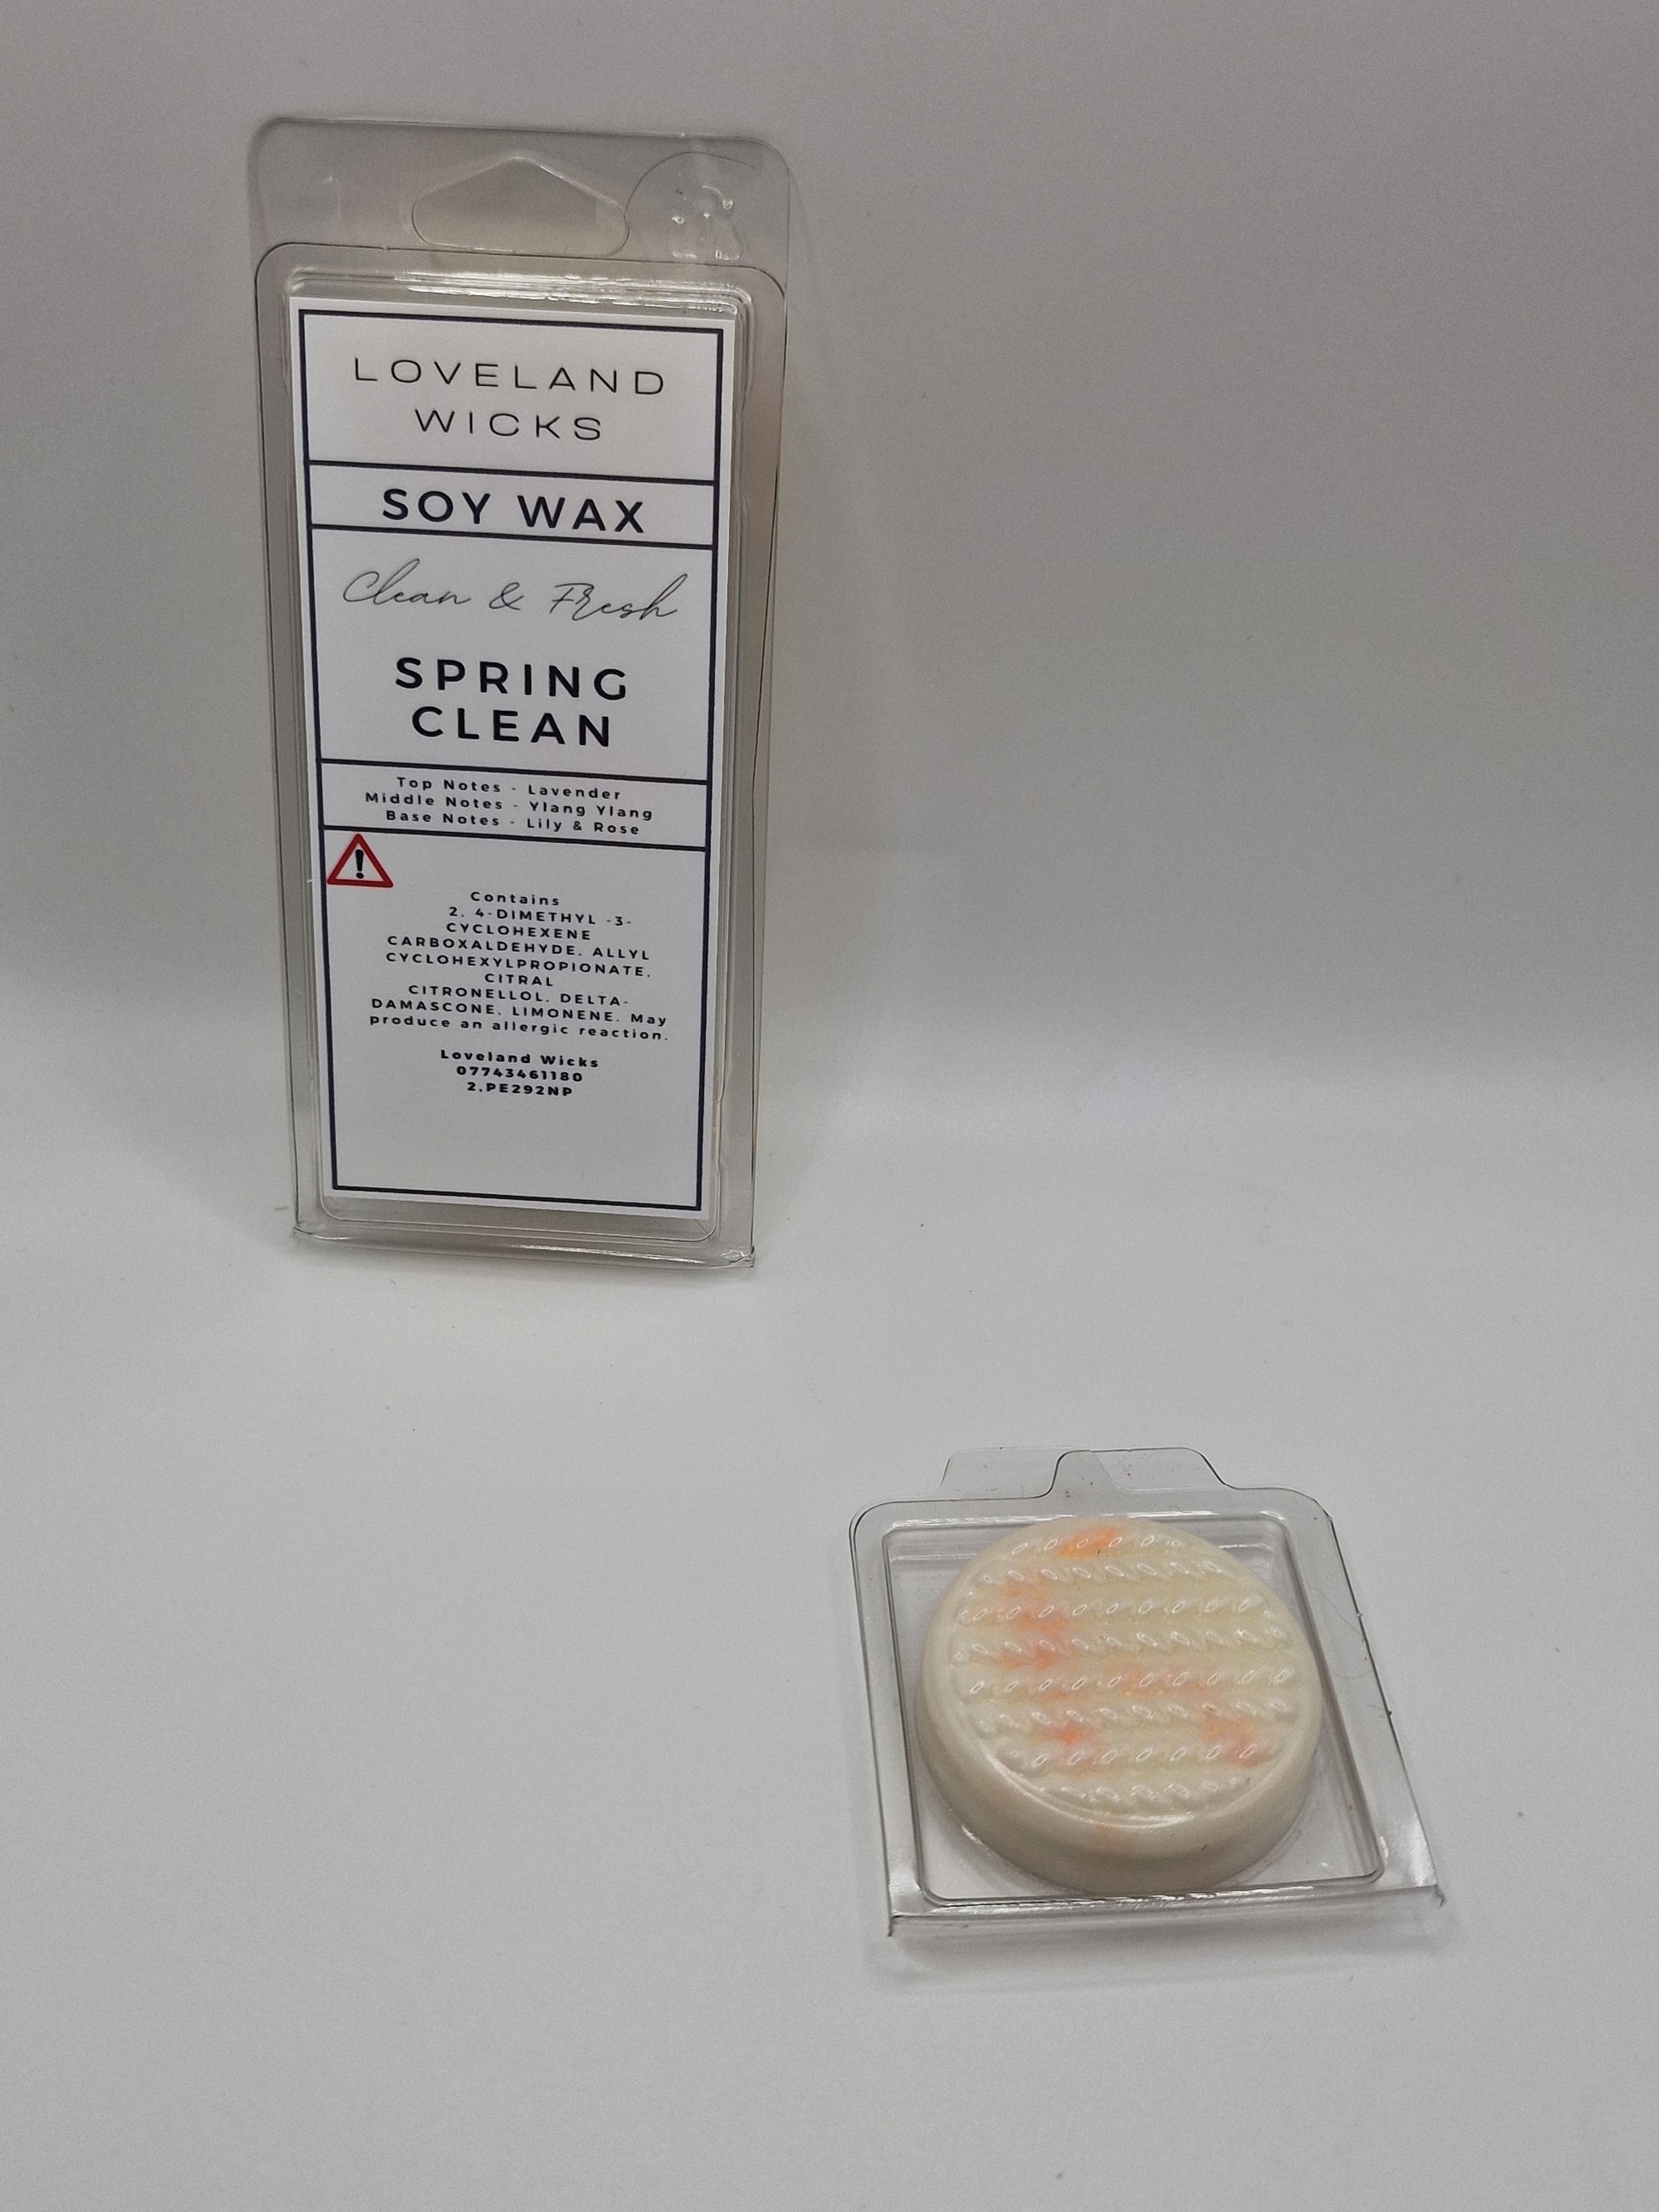 LOVELAND
WICKS
SOY WAX
Clean & Fresh
SPRING
CLEAN
Top Notes - Lavender
Middle Notes - Ylang Ylang
Base Notes - Lily & Rose
!
Contains
2. 4-DIMETHYL -3-
CYCLOHEXENE
CARBOXALDEHYDE. ALLYL
CYCLOHEXYLPROPIONATE.
CITRAL
CITRONELLOL. DELTA-
DAMASCONE. LIMONENE. May
produce an allergic reaction.
Loveland Wicks
07743461180
2.PE292NP